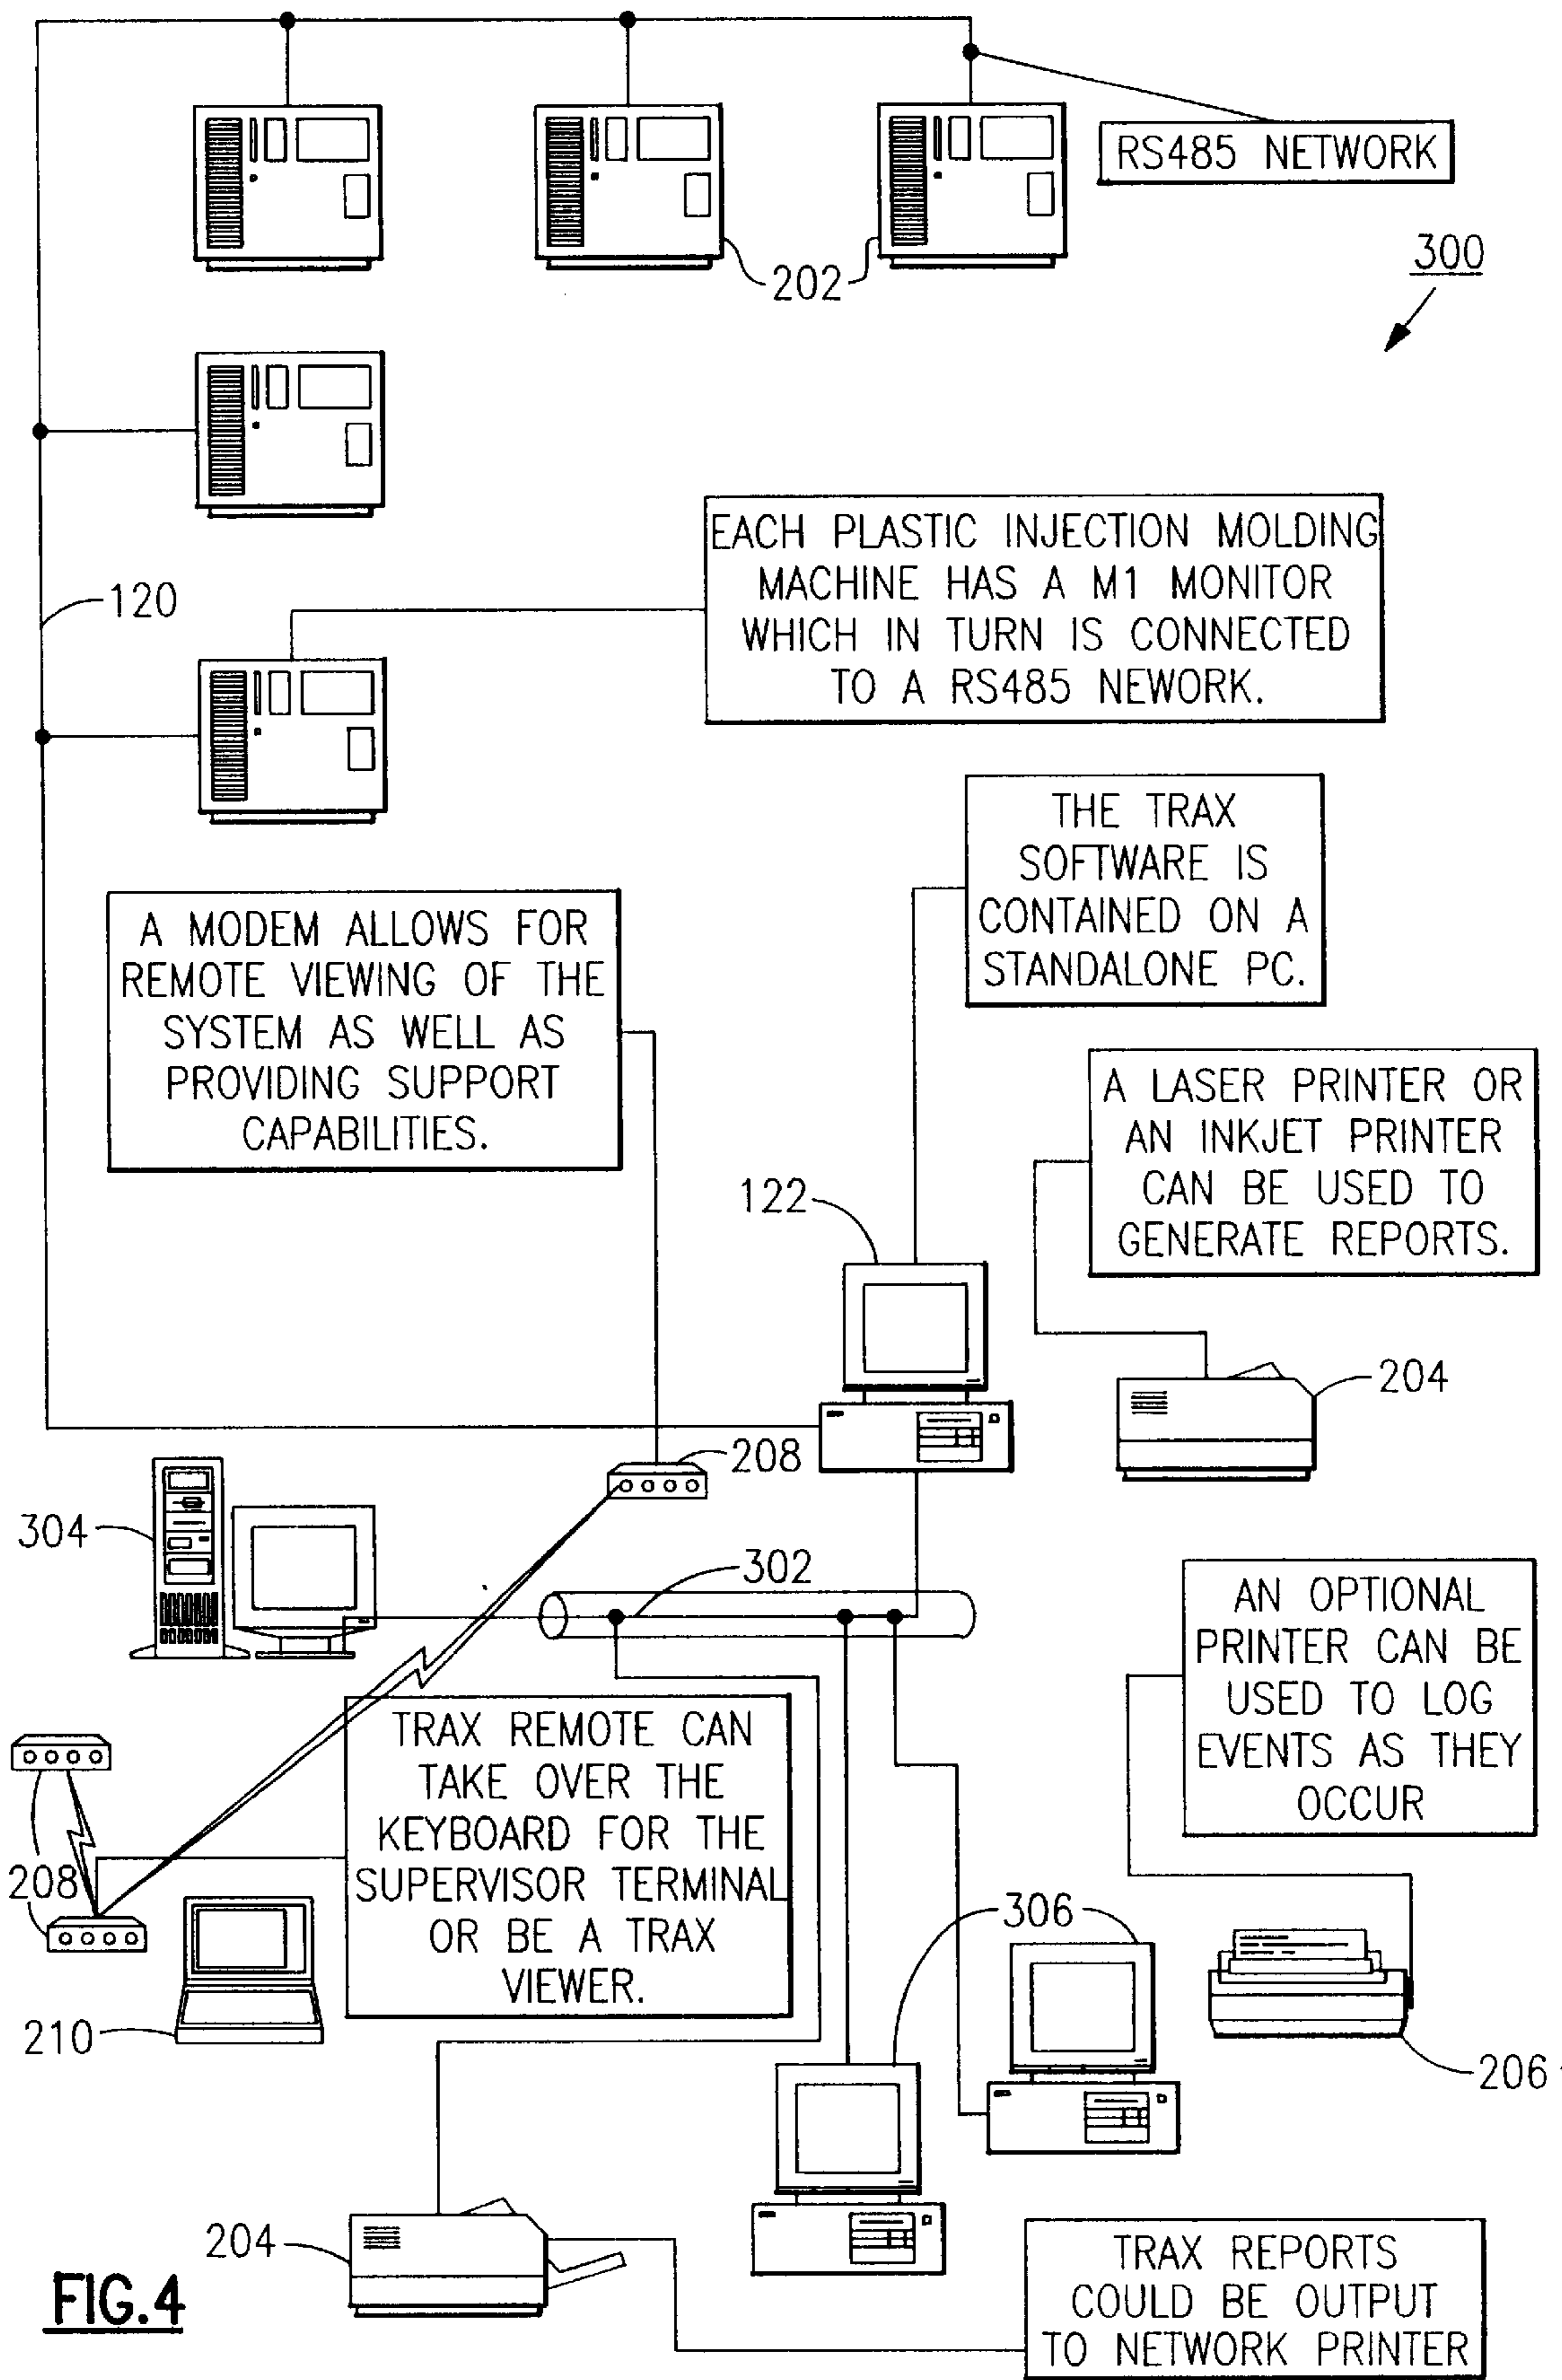 RS485 NETWORK
202
300
EACH PLASTIC INJECTION MOLDING
MACHINE HAS A M1 MONITOR
WHICH IN TURN IS CONNECTED
TO A RS485 NEWORK.
120
THE TRAX
SOFTWARE IS
CONTAINED ON A
STANDALONE PC.
A MODEM ALLOWS FOR
REMOTE VIEWING OF THE
SYSTEM AS WELL AS
PROVIDING SUPPORT
CAPABILITIES.
A LASER PRINTER OR
AN INKJET PRINTER
CAN BE USED TO
GENERATE REPORTS.
122
204
208
304
302
AN OPTIONAL
PRINTER CAN BE
USED TO LOG
EVENTS AS THEY
OCCUR
TRAX REMOTE CAN
TAKE OVER THE
KEYBOARD FOR THE
SUPERVISOR TERMINAL
OR BE A TRAX
VIEWER.
208
306
210
306
206
204
TRAX REPORTS
COULD BE OUTPUT
TO NETWORK PRINTER
FIG.4